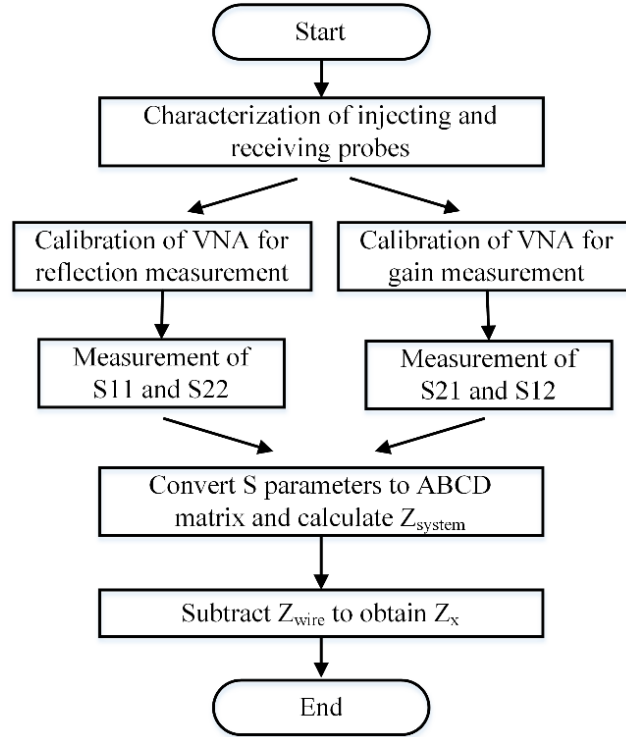 Start
Characterization of injecting and
receiving probes
Calibration of VNA for
reflection measurement
Calibration of VNA for
gain measurement
Measurement of
S11 and S22
Measurement of
S21 and S12
Convert S parameters to ABCD
matrix and calculate Zsystem
Subtract Zwire to obtain Zx
End